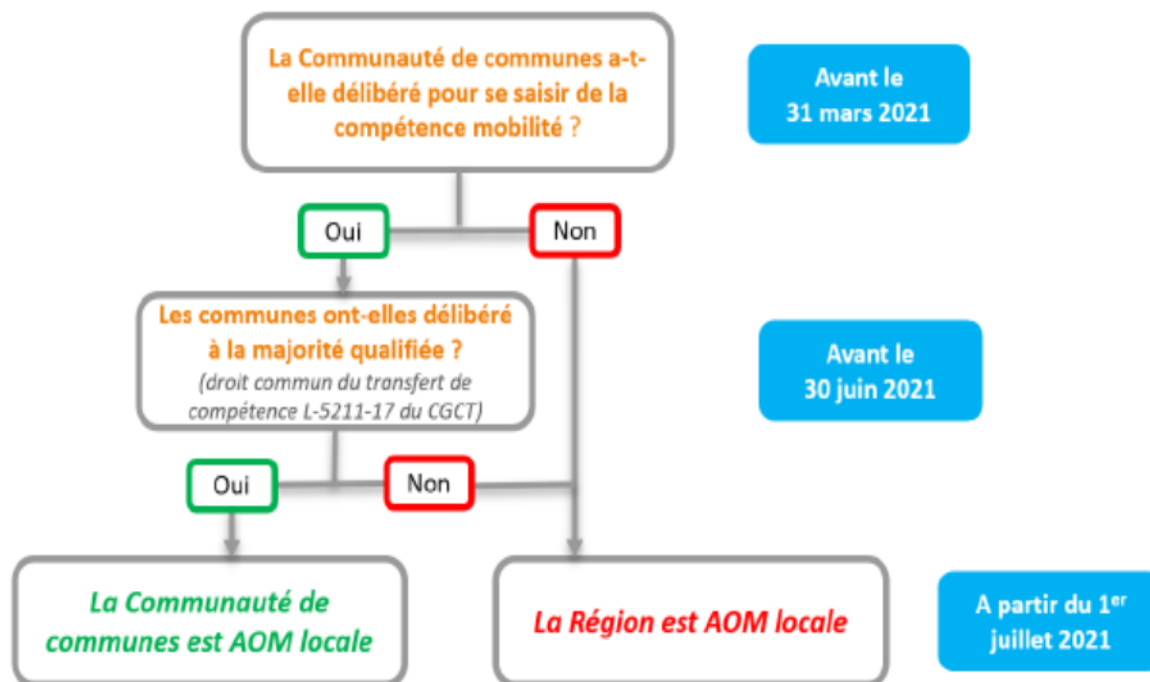 La Communauté de communes a-t-
elle délibéré pour se saisir de la
compétence mobilité ?
Avant le
31 mars 2021
Oui
Non
Les communes ont-elles délibéré
à la majorité qualifiée ?
(droit commun du transfert de
compétence L-5211-17 du CGCT)
Avant le
30 juin 2021
Oui
Non
La Communauté de
communes est AOM locale
La Région est AOM locale
A partir du 1er
juillet 2021